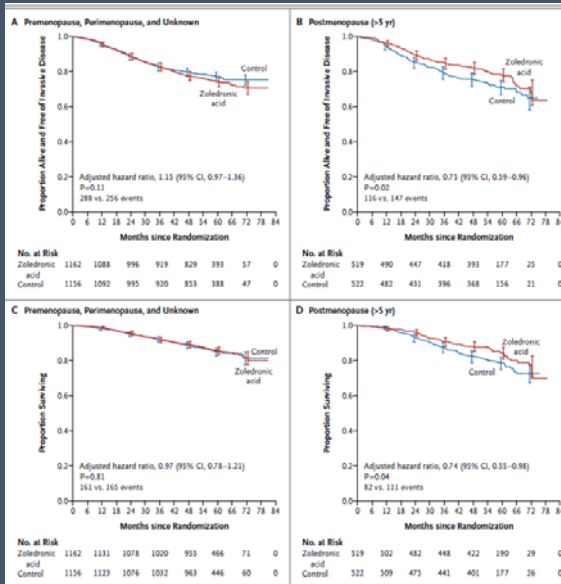 A Premenopause, Perimenopause, and Unknown
Proportion Alive and Free of Invasive Disease
1.0
0.8
0.6
0.4
0.2
0.0
Control
Zoledronic
acid
Adjusted hazard ratio, 1.15 (95% CI, 0.97–1.36)
P=0.11
288 vs. 256 events
0 6 12 18 24 30 36 42 48 54 60 66 72 78 84
Months since Randomization
No. at Risk
Zoledronic acid 1162 1088 996 919 829 393 57 0
Control 1156 1092 995 920 853 388 47 0
B Postmenopause (>5 yr)
Proportion Alive and Free of Invasive Disease
1.0
0.8
0.6
0.4
0.2
0.0
Zoledronic
acid
Control
Adjusted hazard ratio, 0.75 (95% CI, 0.59–0.96)
P=0.02
116 vs. 147 events
0 6 12 18 24 30 36 42 48 54 60 66 72 78 84
Months since Randomization
No. at Risk
Zoledronic acid 519 490 447 418 393 177 25 0
Control 522 482 431 396 368 156 21 0
C Premenopause, Perimenopause, and Unknown
Proportion Surviving
1.0
0.8
0.6
0.4
0.2
0.0
Control
Zoledronic
acid
Adjusted hazard ratio, 0.97 (95% CI, 0.78–1.21)
P=0.81
161 vs. 165 events
0 6 12 18 24 30 36 42 48 54 60 66 72 78 84
Months since Randomization
No. at Risk
Zoledronic acid 1162 1131 1078 1020 955 466 71 0
Control 1156 1123 1076 1032 963 446 60 0
D Postmenopause (>5 yr)
Proportion Surviving
1.0
0.8
0.6
0.4
0.2
0.0
Zoledronic
acid
Control
Adjusted hazard ratio, 0.74 (95% CI, 0.55–0.98)
P=0.04
82 vs. 111 events
0 6 12 18 24 30 36 42 48 54 60 66 72 78 84
Months since Randomization
No. at Risk
Zoledronic acid 519 502 482 448 422 190 29 0
Control 522 509 475 441 401 177 26 0